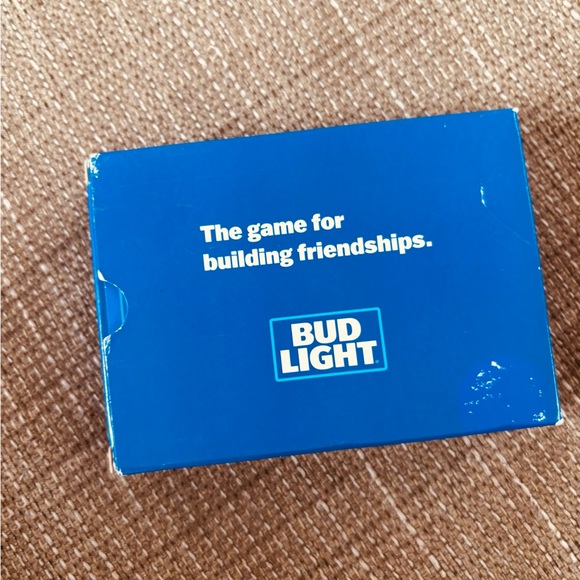 The game for
building friendships.
BUD
LIGHT